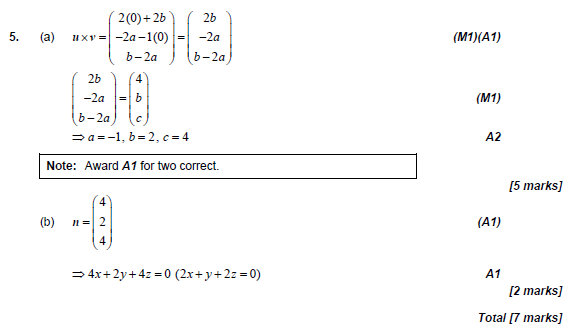 5. (a) u×v = (2(0)+2b, −2a−1(0), b−2a) = (2b, −2a, b−2a) (M1)(A1)
(2b, −2a, b−2a) = (4, b, c) (M1)
⇒ a = −1, b = 2, c = 4 A2
Note: Award A1 for two correct.
[5 marks]
(b) n = (4, 2, 4) (A1)
⇒ 4x + 2y + 4z = 0 (2x + y + 2z = 0) A1
[2 marks]
Total [7 marks]